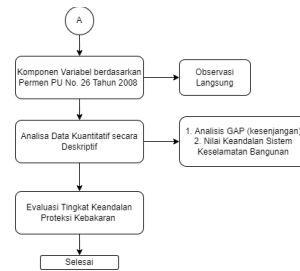 A
Komponen Variabel berdasarkan
Permen PU No. 26 Tahun 2008
Observasi
Langsung
Analisa Data Kuantitatif secara
Deskriptif
1. Analisis GAP (kesenjangan)
2. Nilai Keandalan Sistem
Keselamatan Bangunan
Evaluasi Tingkat Keandalan
Proteksi Kebakaran
Selesai